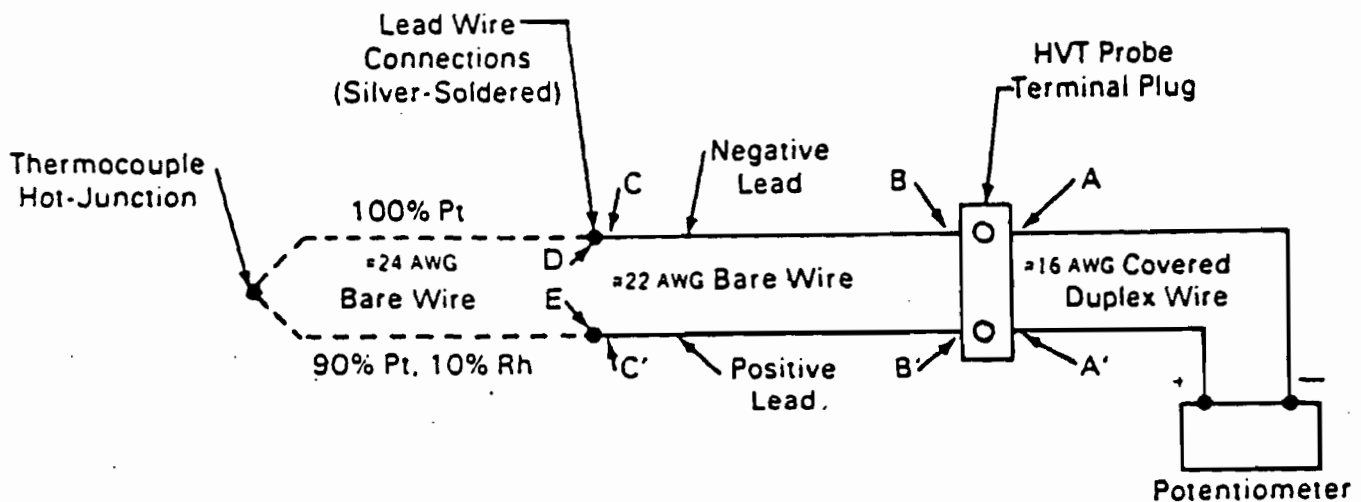 Lead Wire
Connections
(Silver-Soldered)
HVT Probe
Terminal Plug
Thermocouple
Hot-Junction
Negative
Lead
C
B
A
100% Pt
#24 AWG
Bare Wire
D
E
#22 AWG Bare Wire
#16 AWG Covered
Duplex Wire
90% Pt, 10% Rh
C'
Positive
Lead.
B'
A'
+
—
Potentiometer